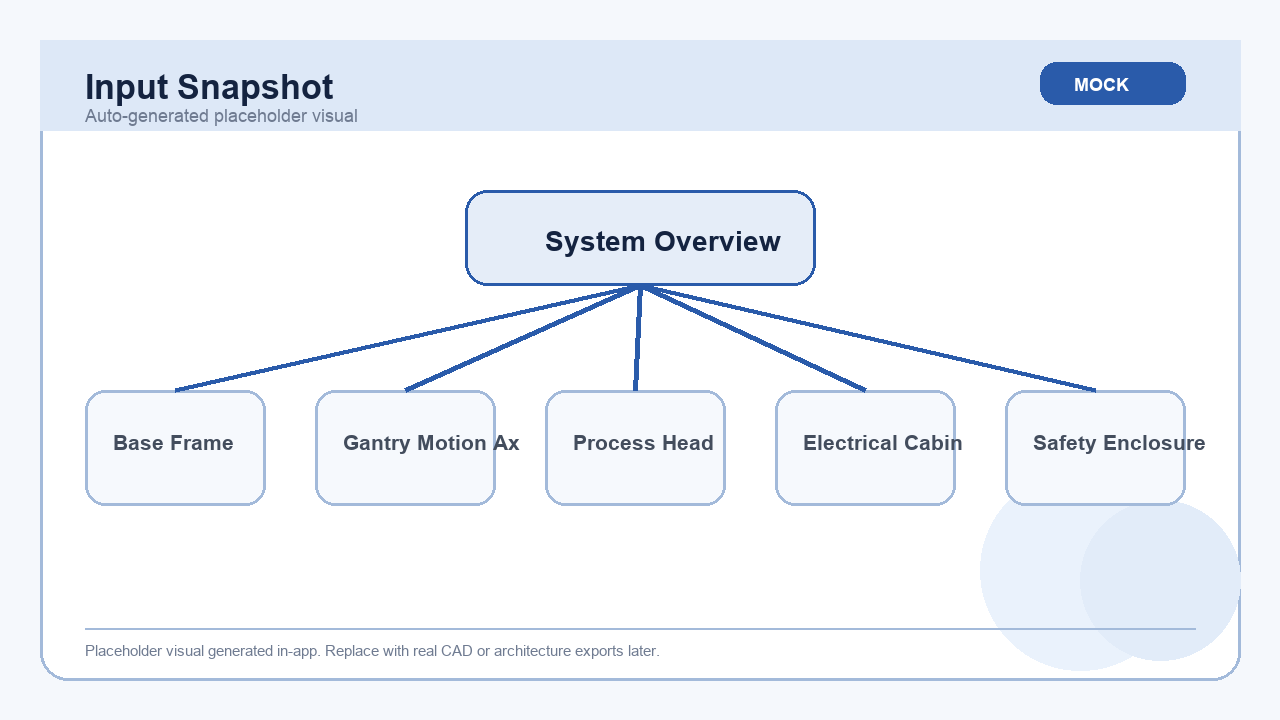 Input Snapshot
MOCK
Auto-generated placeholder visual
System Overview
Base Frame
Gantry Motion Ax
Process Head
Electrical Cabin
Safety Enclosure
Placeholder visual generated in-app. Replace with real CAD or architecture exports later.